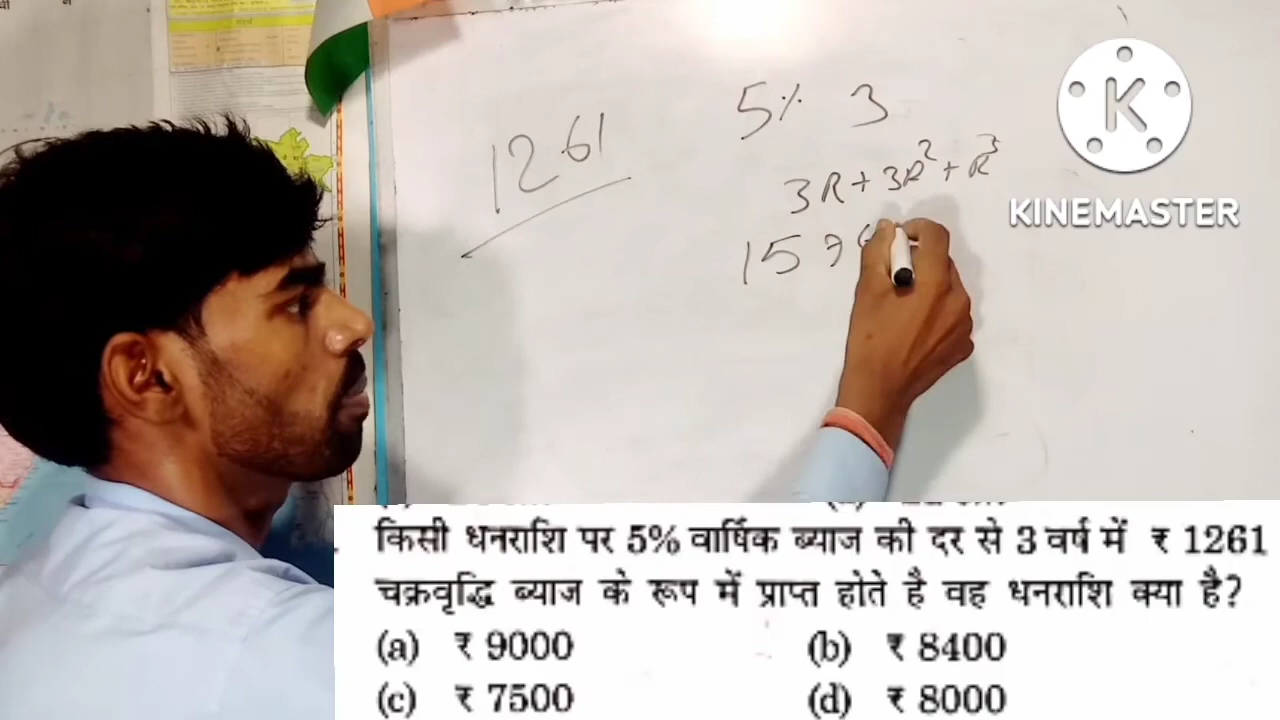 1261
5% 3
3R+3R²+R³
157
KINEMASTER
किसी धनराशि पर 5% वार्षिक ब्याज की दर से 3 वर्ष में ₹ 1261
चक्रवृद्धि ब्याज के रूप में प्राप्त होते है वह धनराशि क्या है?
(a) ₹ 9000 (b) ₹ 8400
(c) ₹ 7500 (d) ₹ 8000